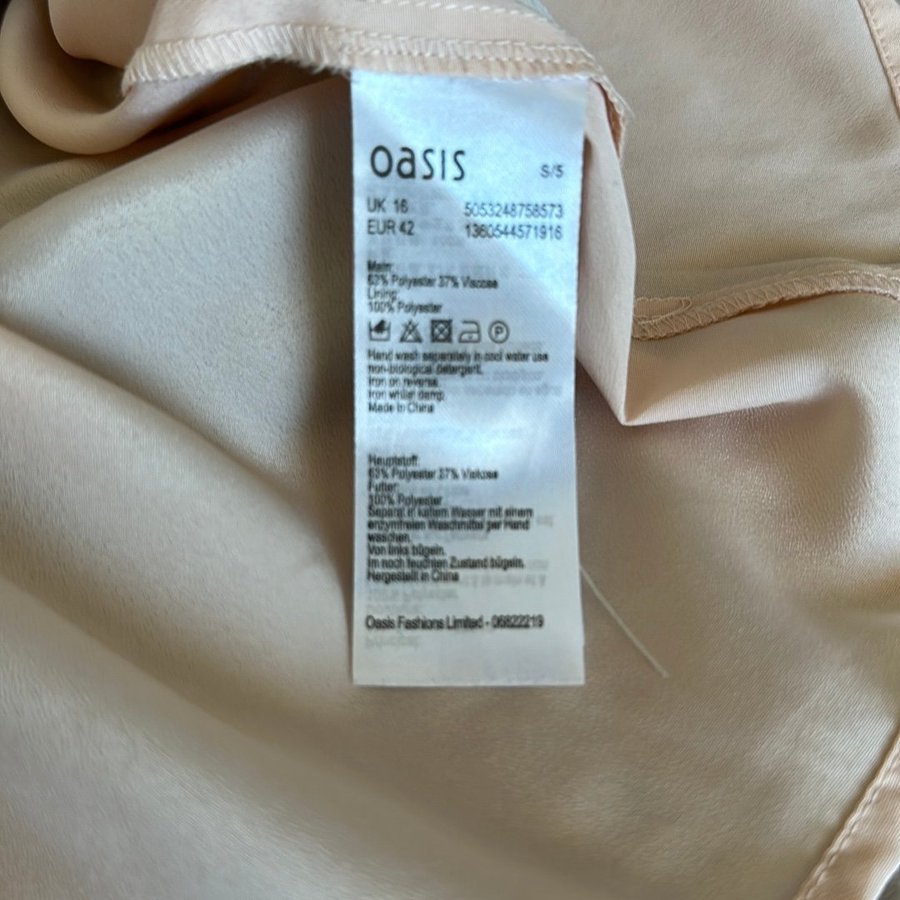 oasis
S/5
UK 16 5053248758573
EUR 42 1360544571916
Main:
63% Polyester 37% Viscose
Lining:
100% Polyester
P
Hand wash separately in cool water use
non-biological detergent.
Iron on reverse.
Iron whilst damp.
Made in China
Hauptstoff:
63% Polyester 37% Viskose
Futter:
100% Polyester
Separat in kaltem Wasser mit einem
enzymfreien Waschmittel per Hand
waschen.
Von links bügeln.
Im noch feuchten Zustand bügeln.
Hergestellt in China
Oasis Fashions Limited - 06822219